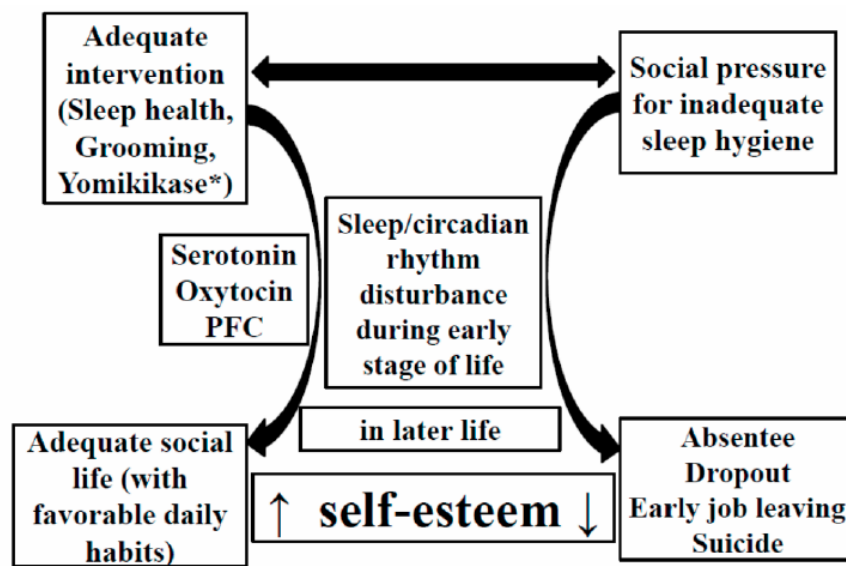 Adequate
intervention
(Sleep health,
Grooming,
Yomikikase*)
Social pressure
for inadequate
sleep hygiene
Serotonin
Oxytocin
PFC
Sleep/circadian
rhythm
disturbance
during early
stage of life
in later life
Adequate social
life (with
favorable daily
habits)
↑ self-esteem ↓
Absentee
Dropout
Early job leaving
Suicide